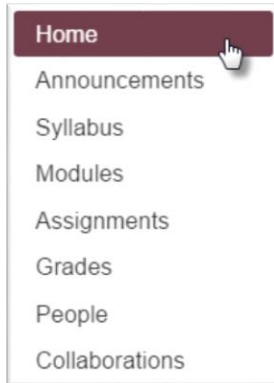 Home
Announcements
Syllabus
Modules
Assignments
Grades
People
Collaborations